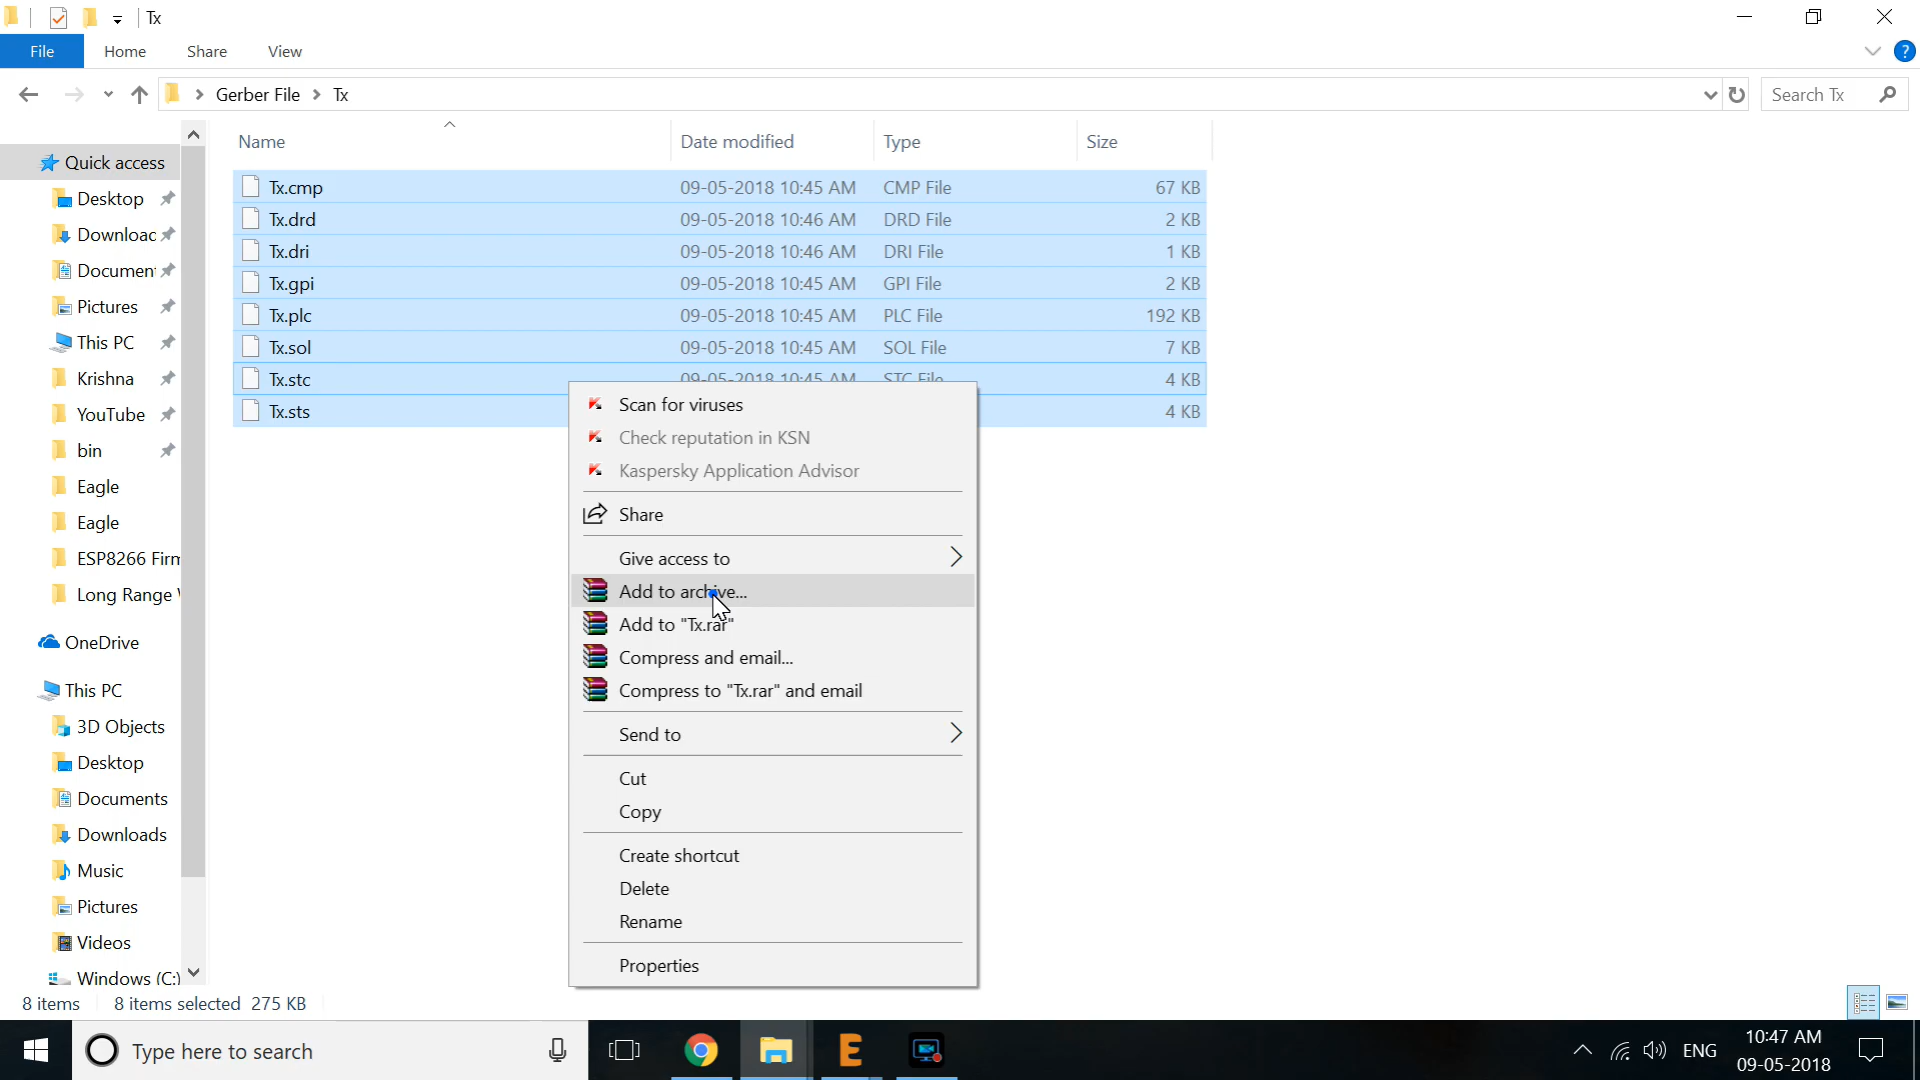 Tx
File Home Share View
Gerber File Tx Search Tx
Name Date modified Type Size
Quick access
Desktop
Downloac
Documen
Pictures
This PC
Krishna
YouTube
bin
Eagle
Eagle
ESP8266 Firm
Long Range
OneDrive
This PC
3D Objects
Desktop
Documents
Downloads
Music
Pictures
Videos
Windows (C:)
Tx.cmp 09-05-2018 10:45 AM CMP File 67 KB
Tx.drd 09-05-2018 10:46 AM DRD File 2 KB
Tx.dri 09-05-2018 10:46 AM DRI File 1 KB
Tx.gpi 09-05-2018 10:45 AM GPI File 2 KB
Tx.plc 09-05-2018 10:45 AM PLC File 192 KB
Tx.sol 09-05-2018 10:45 AM SOL File 7 KB
Tx.stc 09-05-2018 10:45 AM STC File 4 KB
Tx.sts 4 KB
Scan for viruses
Check reputation in KSN
Kaspersky Application Advisor
Share
Give access to
Add to archive...
Add to "Tx.rar"
Compress and email...
Compress to "Tx.rar" and email
Send to
Cut
Copy
Create shortcut
Delete
Rename
Properties
8 items 8 items selected 275 KB
Type here to search
ENG
10:47 AM
09-05-2018